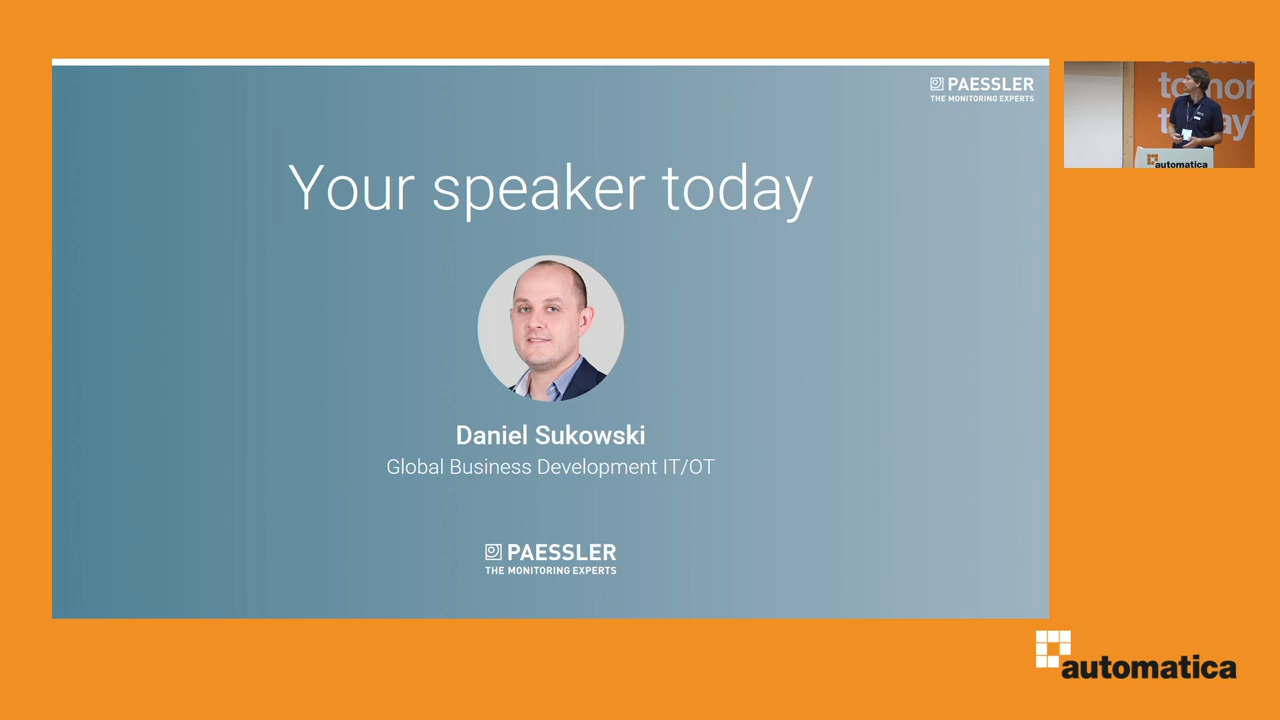 PAESSLER
THE MONITORING EXPERTS
Your speaker today
Daniel Sukowski
Global Business Development IT/OT
PAESSLER
THE MONITORING EXPERTS
automatica
automatica